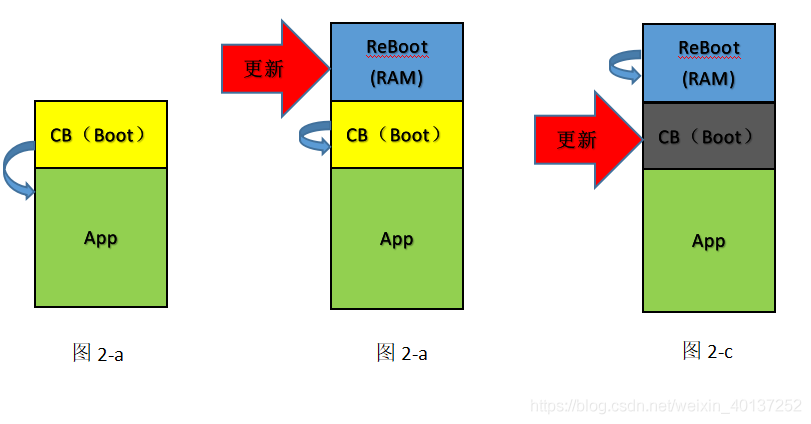 CB（Boot）
App
图 2-a
更新
ReBoot
(RAM)
CB（Boot）
App
图 2-a
ReBoot
(RAM)
更新
CB（Boot）
App
图 2-c
https://blog.csdn.net/weixin_40137252